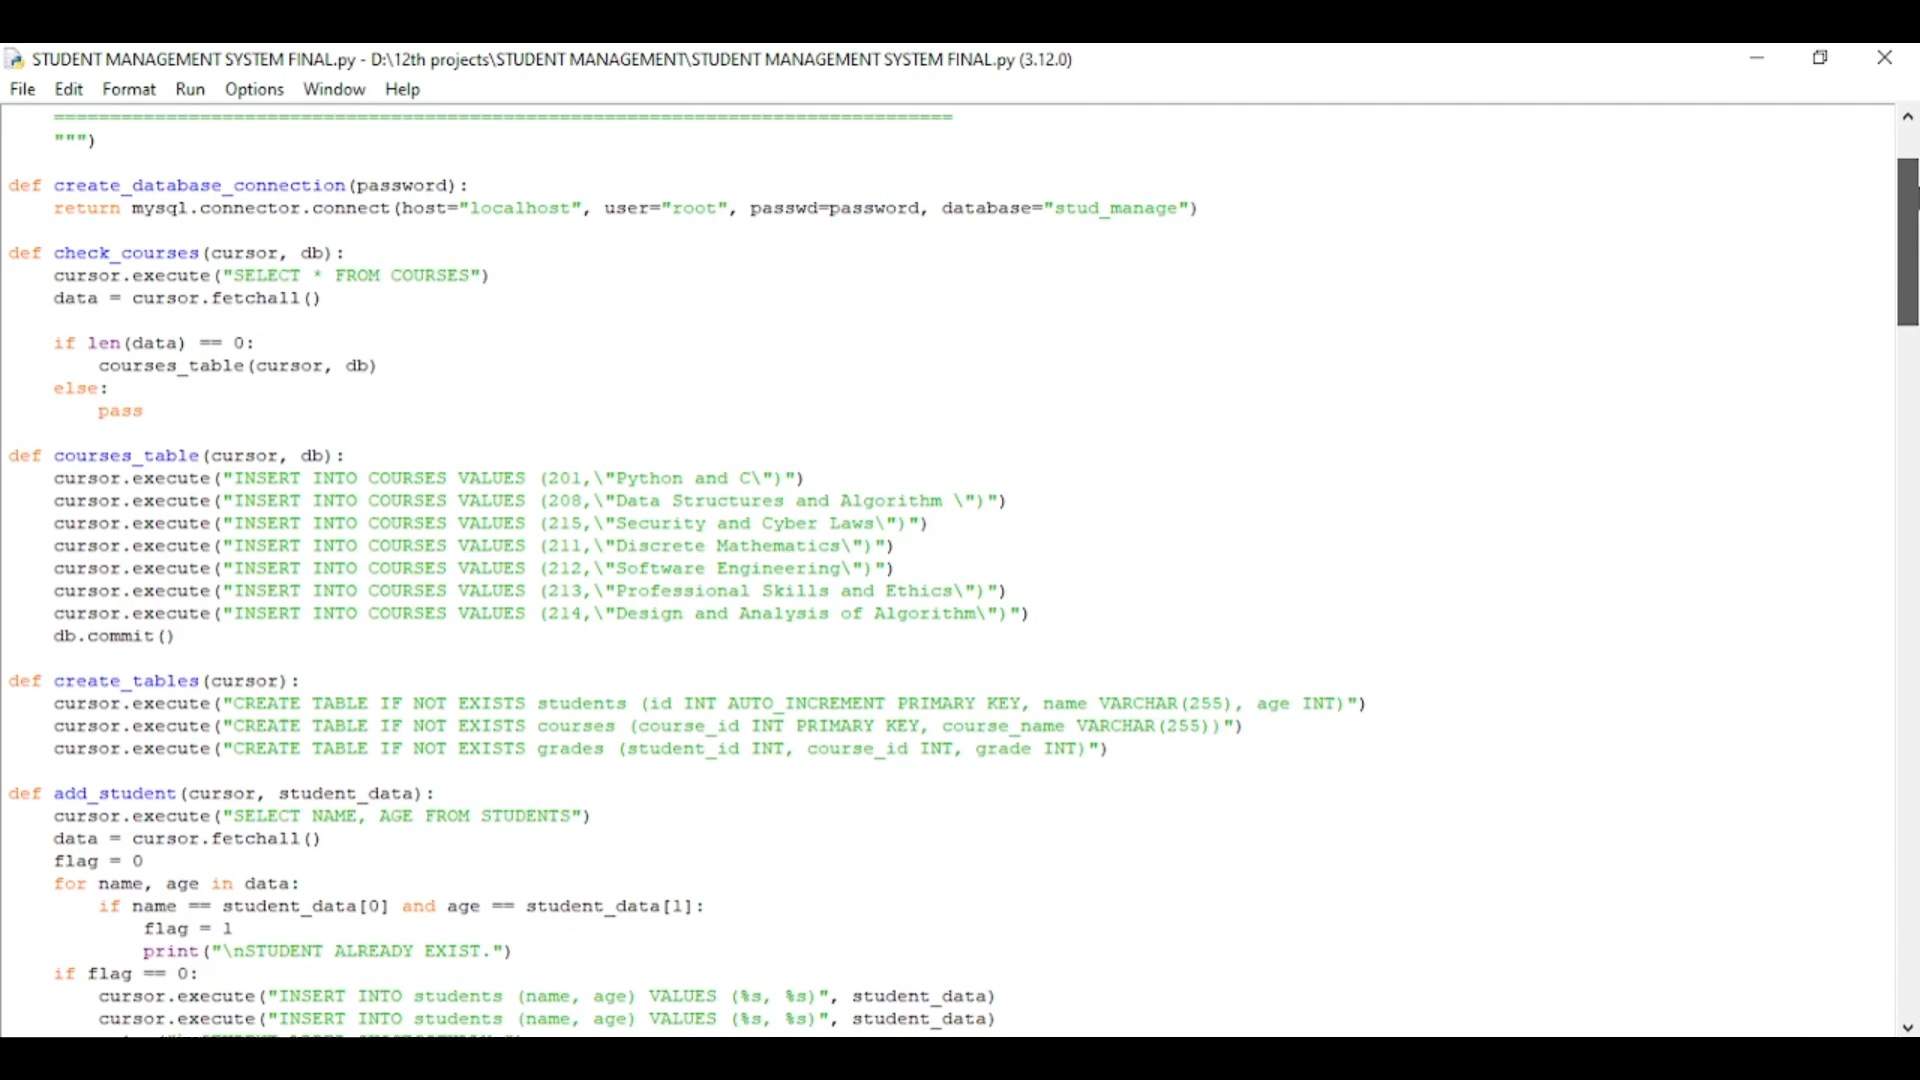 STUDENT MANAGEMENT SYSTEM FINAL.py - D:\12th projects\STUDENT MANAGEMENT\STUDENT MANAGEMENT SYSTEM FINAL.py (3.12.0)
File Edit Format Run Options Window Help
================================================================================
""")
def create_database_connection(password):
    return mysql.connector.connect(host="localhost", user="root", passwd=password, database="stud_manage")
def check_courses(cursor, db):
    cursor.execute("SELECT * FROM COURSES")
    data = cursor.fetchall()
    if len(data) == 0:
        courses_table(cursor, db)
    else:
        pass
def courses_table(cursor, db):
    cursor.execute("INSERT INTO COURSES VALUES (201,\"Python and C\")")
    cursor.execute("INSERT INTO COURSES VALUES (208,\"Data Structures and Algorithm \")")
    cursor.execute("INSERT INTO COURSES VALUES (215,\"Security and Cyber Laws\")")
    cursor.execute("INSERT INTO COURSES VALUES (211,\"Discrete Mathematics\")")
    cursor.execute("INSERT INTO COURSES VALUES (212,\"Software Engineering\")")
    cursor.execute("INSERT INTO COURSES VALUES (213,\"Professional Skills and Ethics\")")
    cursor.execute("INSERT INTO COURSES VALUES (214,\"Design and Analysis of Algorithm\")")
    db.commit()
def create_tables(cursor):
    cursor.execute("CREATE TABLE IF NOT EXISTS students (id INT AUTO_INCREMENT PRIMARY KEY, name VARCHAR(255), age INT)")
    cursor.execute("CREATE TABLE IF NOT EXISTS courses (course_id INT PRIMARY KEY, course_name VARCHAR(255))")
    cursor.execute("CREATE TABLE IF NOT EXISTS grades (student_id INT, course_id INT, grade INT)")
def add_student(cursor, student_data):
    cursor.execute("SELECT NAME, AGE FROM STUDENTS")
    data = cursor.fetchall()
    flag = 0
    for name, age in data:
        if name == student_data[0] and age == student_data[1]:
            flag = 1
            print("\nSTUDENT ALREADY EXIST.")
    if flag == 0:
        cursor.execute("INSERT INTO students (name, age) VALUES (%s, %s)", student_data)
        cursor.execute("INSERT INTO students (name, age) VALUES (%s, %s)", student_data)